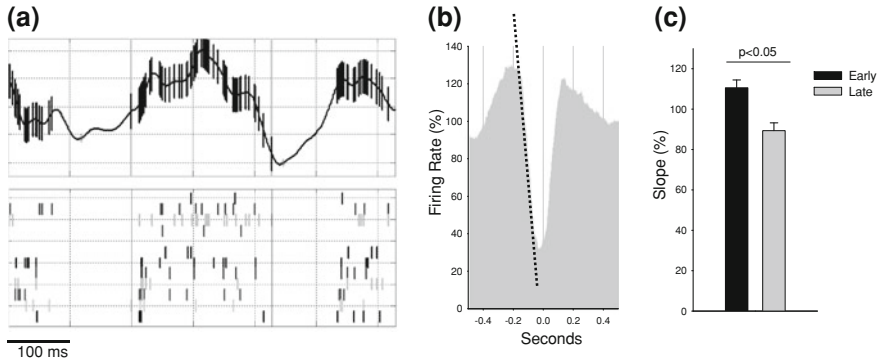 (a)
100 ms
(b)
Firing Rate (%)
140
120
100
80
60
40
20
0
-0.4 -0.2 0.0 0.2 0.4
Seconds
(c)
Slope (%)
120
100
80
60
40
20
0
p<0.05
Early
Late